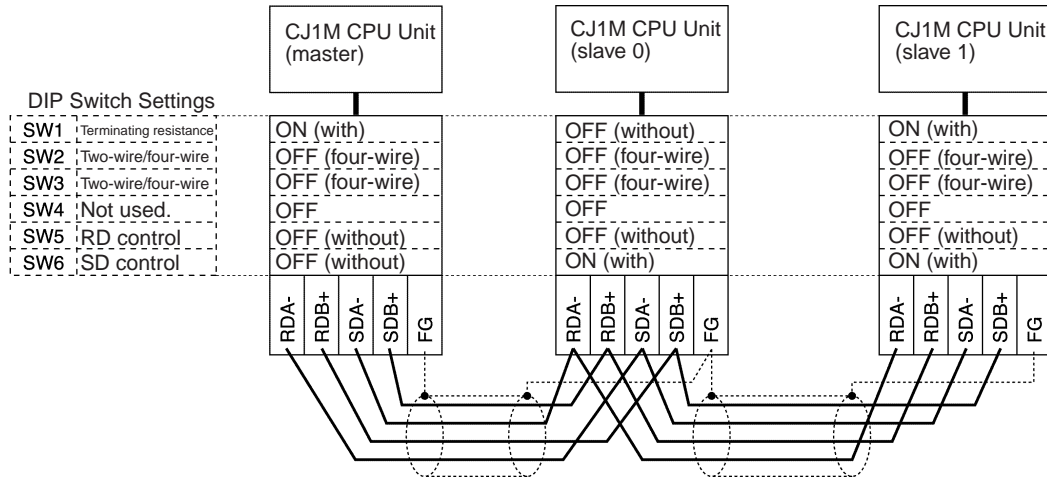 CJ1M CPU Unit
(master)
CJ1M CPU Unit
(slave 0)
CJ1M CPU Unit
(slave 1)
DIP Switch Settings
SW1 Terminating resistance ON (with) OFF (without) ON (with)
SW2 Two-wire/four-wire OFF (four-wire) OFF (four-wire) OFF (four-wire)
SW3 Two-wire/four-wire OFF (four-wire) OFF (four-wire) OFF (four-wire)
SW4 Not used. OFF OFF OFF
SW5 RD control OFF (without) OFF (without) OFF (without)
SW6 SD control OFF (without) ON (with) ON (with)
RDA- RDB+ SDA- SDB+ FG RDA- RDB+ SDA- SDB+ FG RDA- RDB+ SDA- SDB+ FG